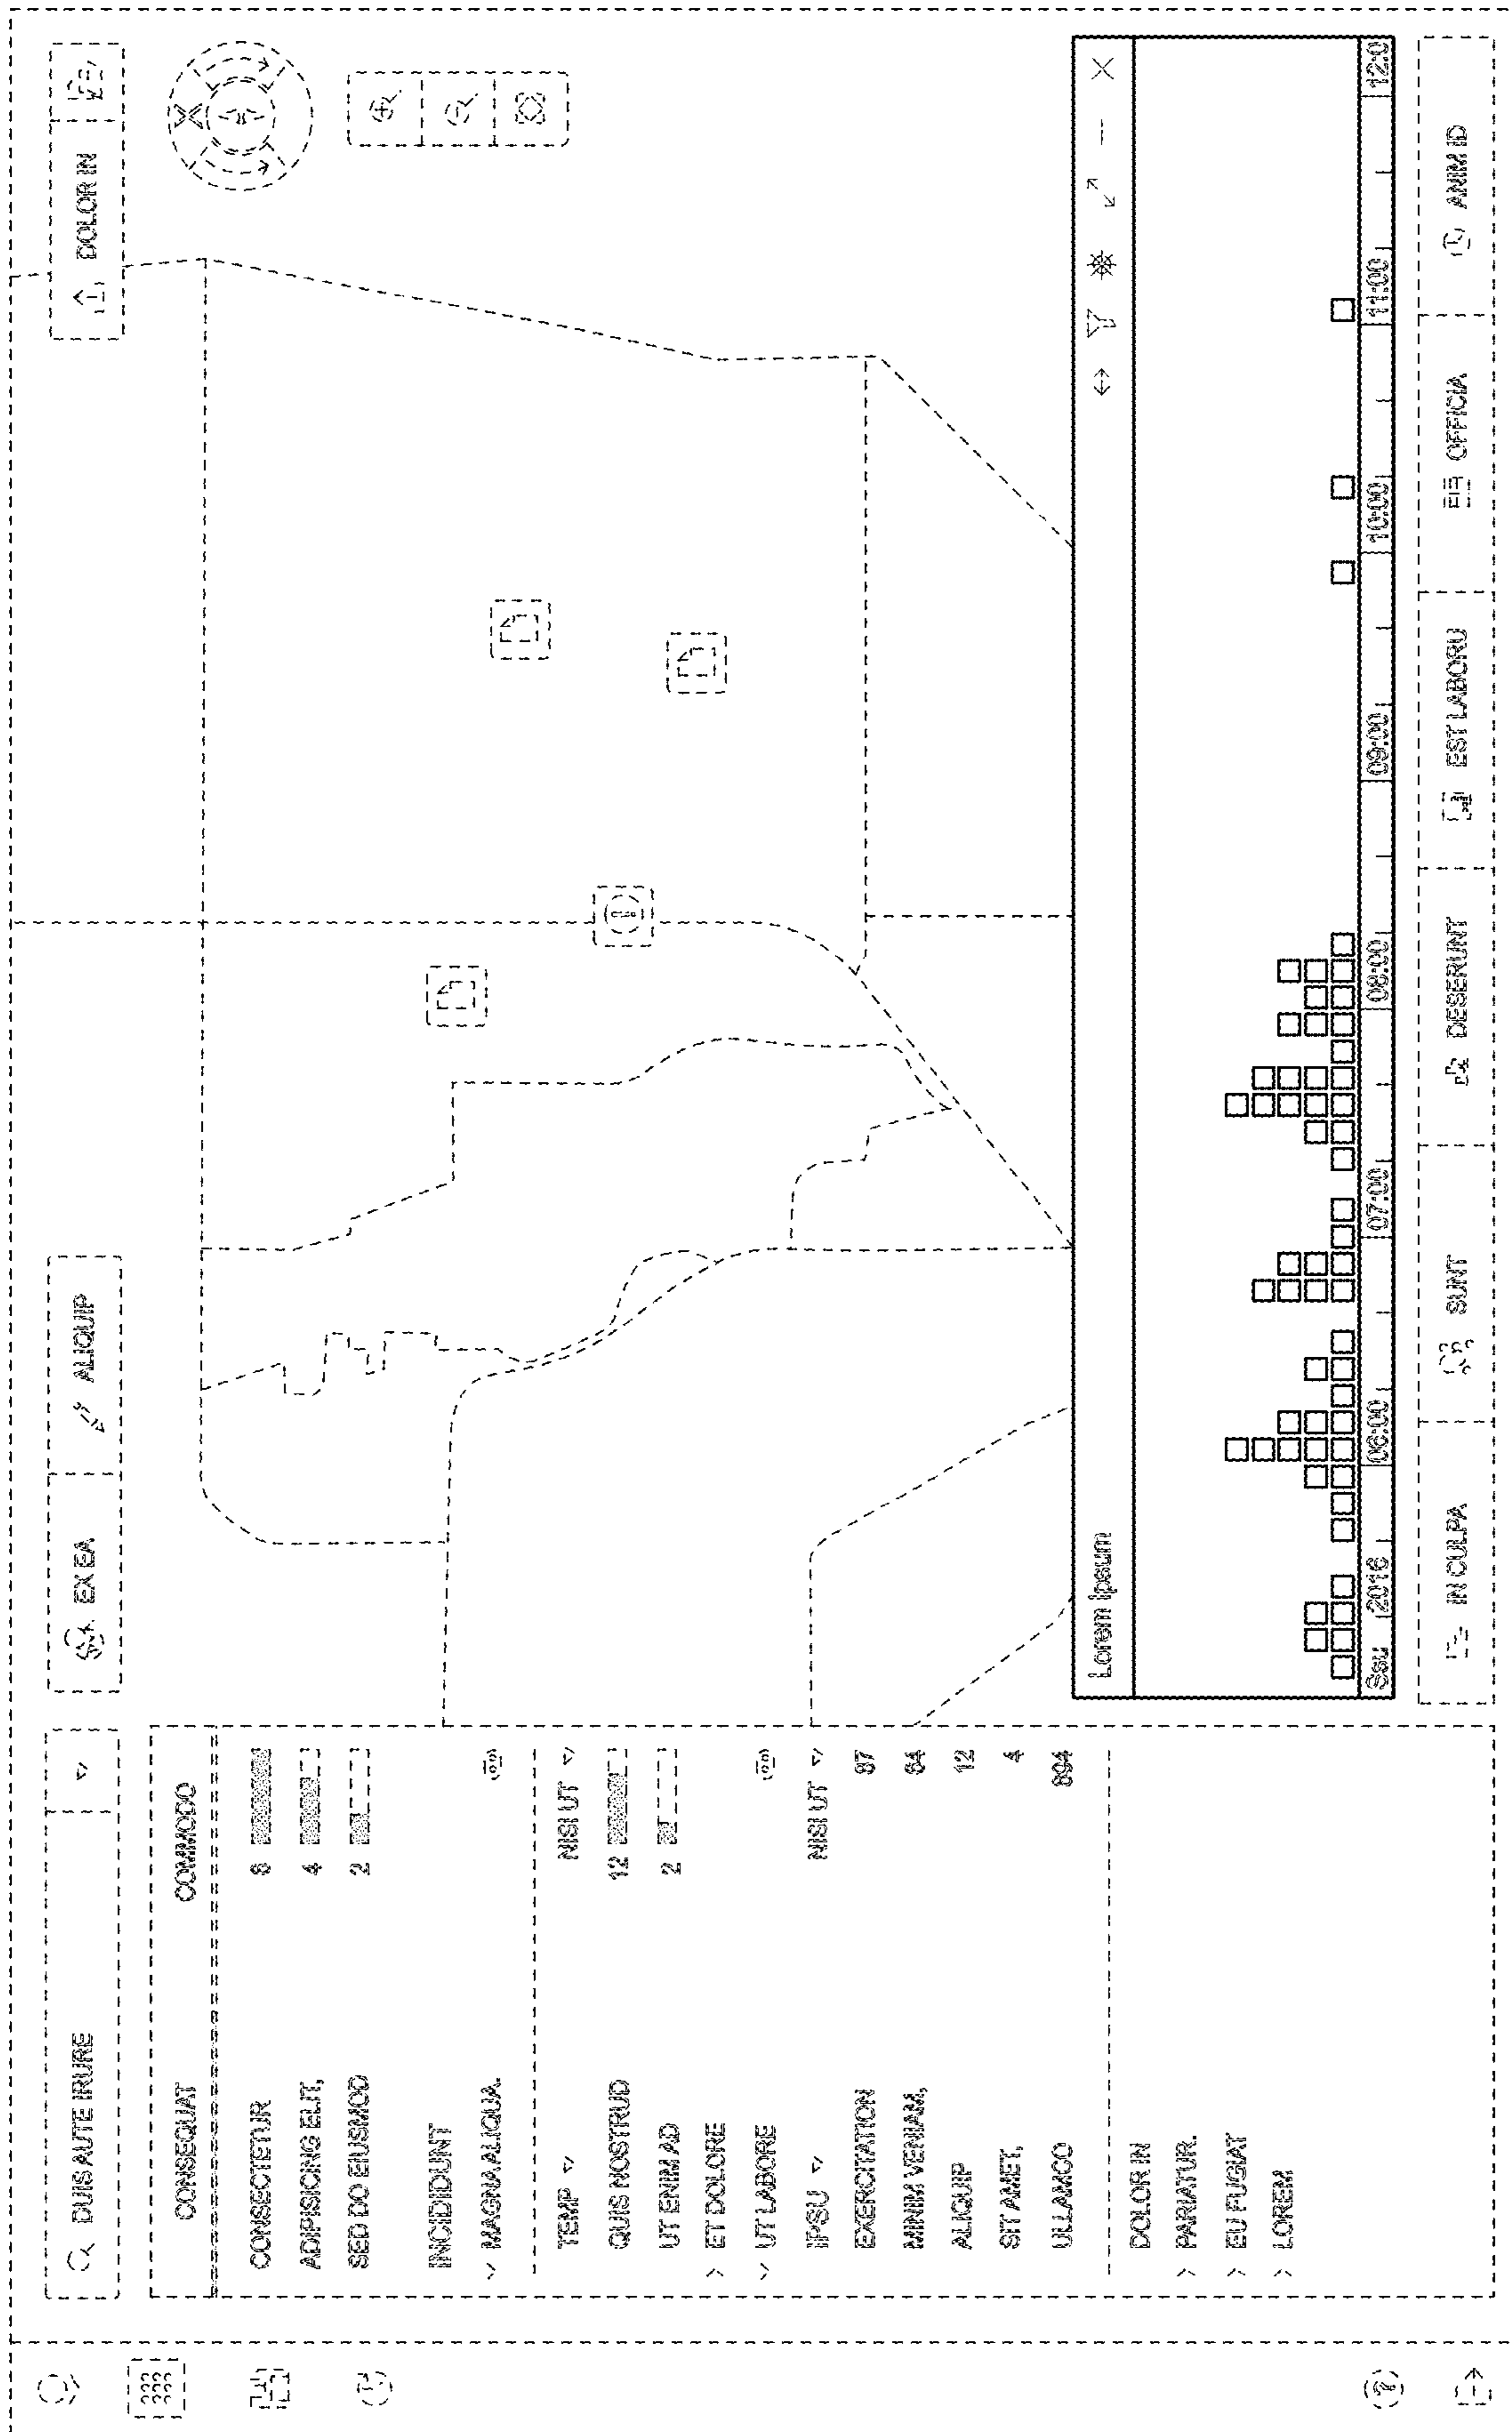 DUIS AUTE IRURE
EX EA
ALIQUIP
DOLOR IN
CONSEQUAT COMMODO
CONSECTETUR 8
ADIPISICING ELIT, 4
SED DO EIUSMOD 2
INCIDIDUNT
MAGNA ALIQUA.
TEMP NISI UT
QUIS NOSTRUD 12
UT ENIM AD 2
ET DOLORE
UT LABORE
IPSU NISI UT
EXERCITATION 87
MINIM VENIAM, 64
ALIQUIP 12
SIT AMET, 4
ULLAMCO 894
DOLOR IN
PARIATUR.
EU FUGIAT
LOREM
Lorem Ipsum
Ssu 2016 06:00 07:00 08:00 09:00 10:00 11:00 12:0
IN CULPA
SUNT
DESERUNT
EST LABORU
OFFICIA
ANIM ID
???
???
???
?